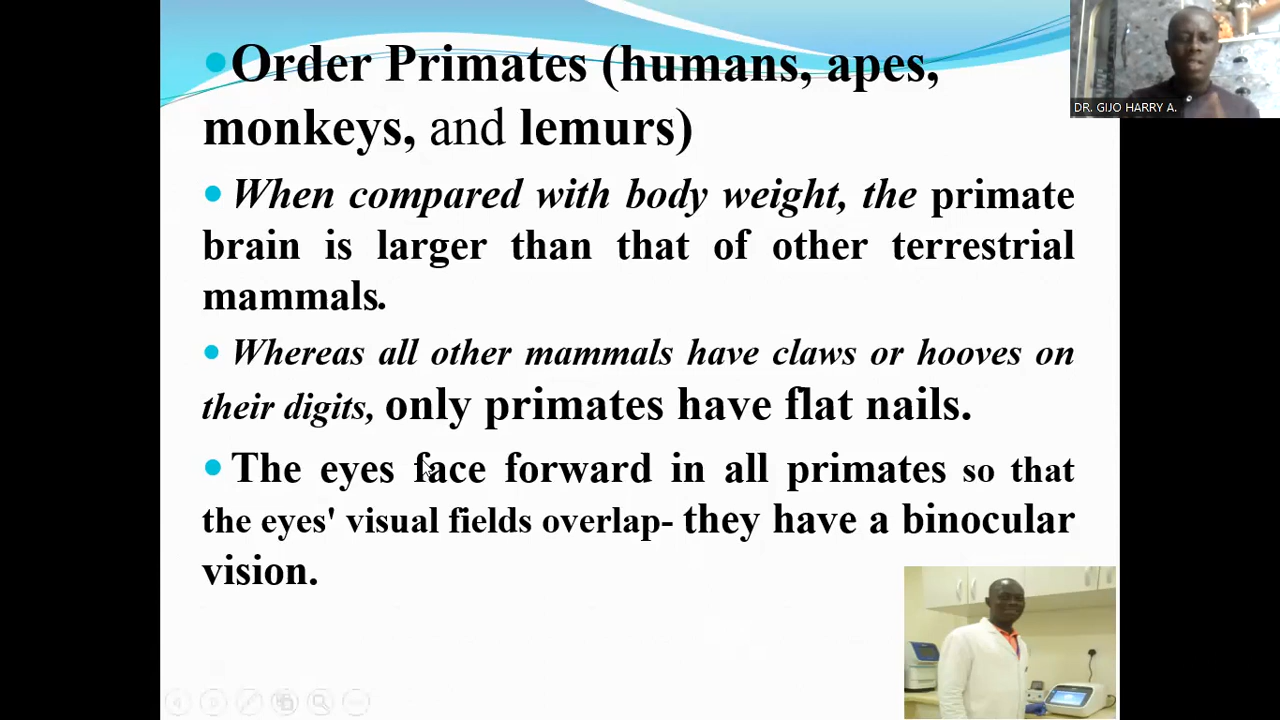 Order Primates (humans, apes,
monkeys, and lemurs)
When compared with body weight, the primate
brain is larger than that of other terrestrial
mammals.
Whereas all other mammals have claws or hooves on
their digits, only primates have flat nails.
The eyes face forward in all primates so that
the eyes' visual fields overlap- they have a binocular
vision.
DR. GIJO HARRY A.